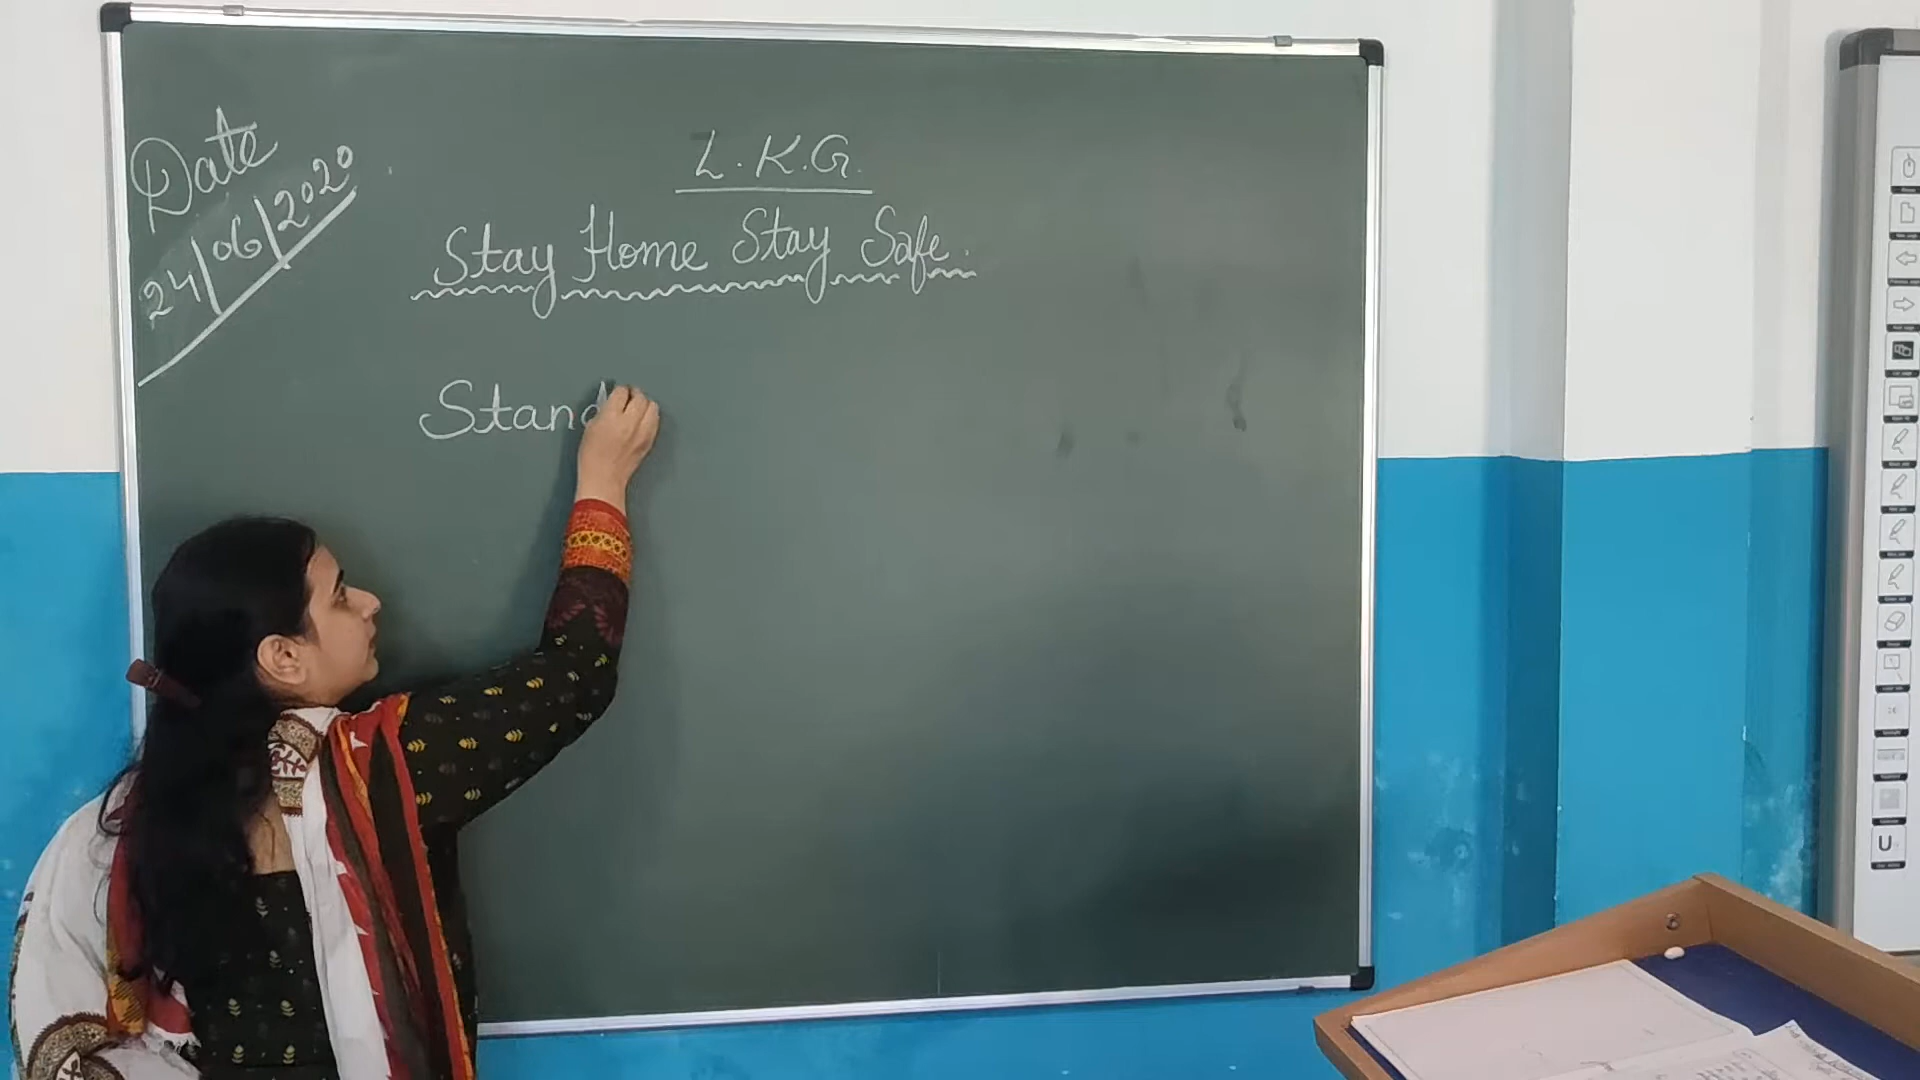 Date
24/06/2020
L.K.G.
Stay Home Stay Safe.
Stand
U